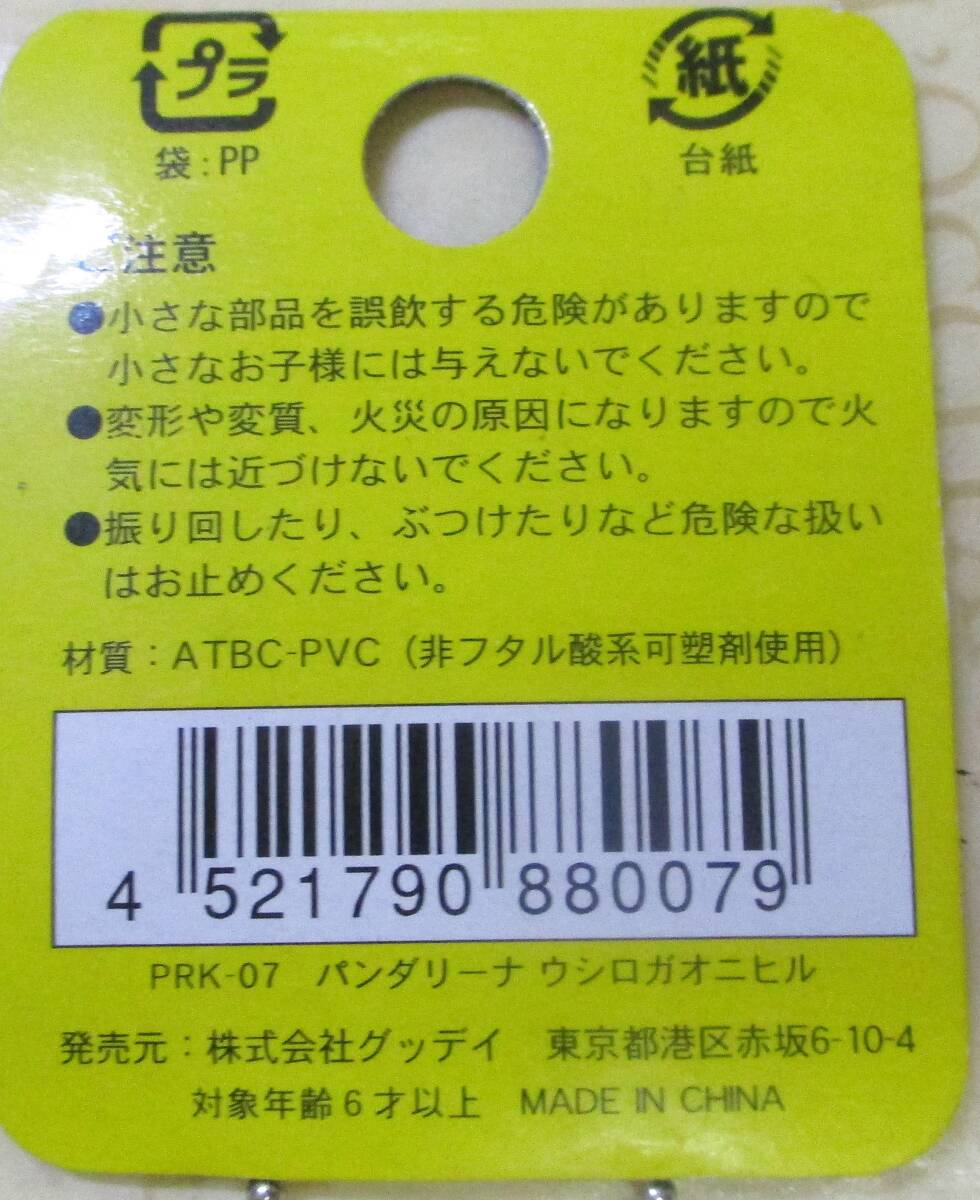 プラ
紙
袋：PP
台紙
ご注意
●小さな部品を誤飲する危険がありますので
小さなお子様には与えないでください。
●変形や変質、火災の原因になりますので火
気には近づけないでください。
●振り回したり、ぶつけたりなど危険な扱い
はお止めください。
材質：ATBC-PVC（非フタル酸系可塑剤使用）
4 521790 880079
PRK-07　パンダリーナ ウシロガオニヒル
発売元：株式会社グッデイ　東京都港区赤坂6-10-4
対象年齢6才以上　MADE IN CHINA